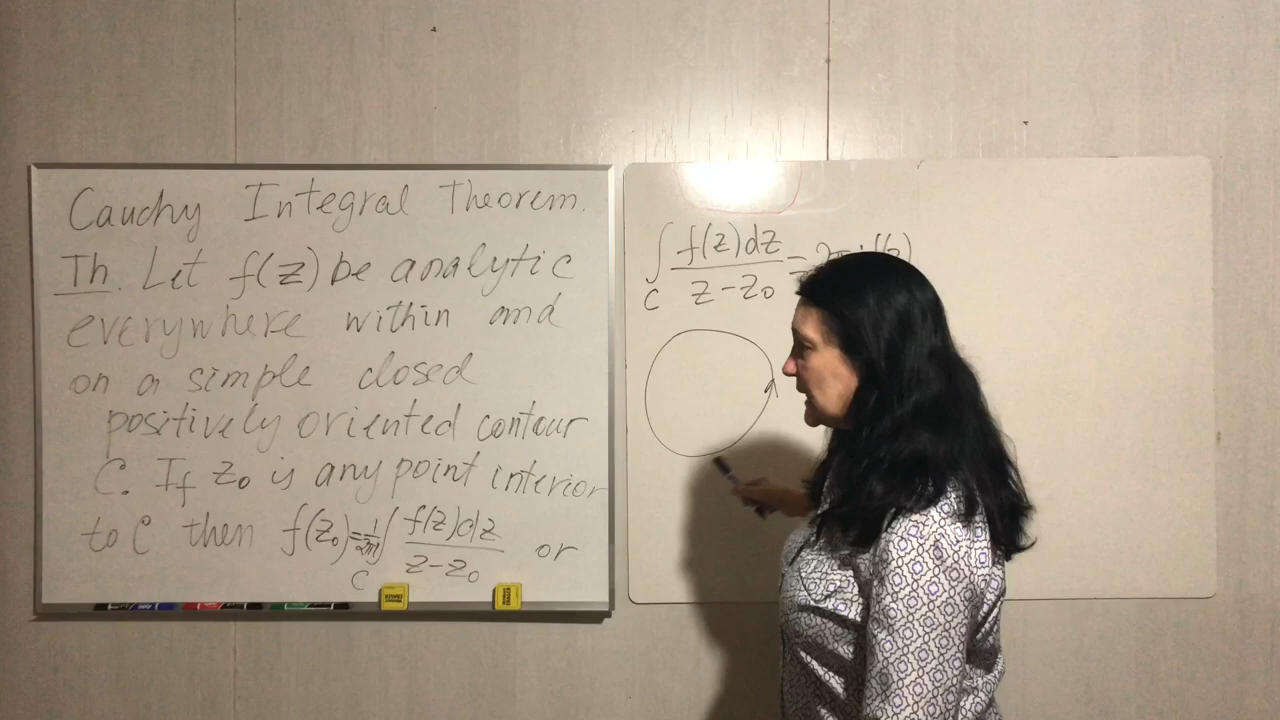 Cauchy Integral Theorem.
Th. Let f(z) be analytic
everywhere within and
on a simple closed
positively oriented contour
C. If z₀ is any point interior
to C then f(z₀) = 1/2πi ∫_C f(z)dz / z-z₀ or
∫_C f(z)dz / z-z₀ =